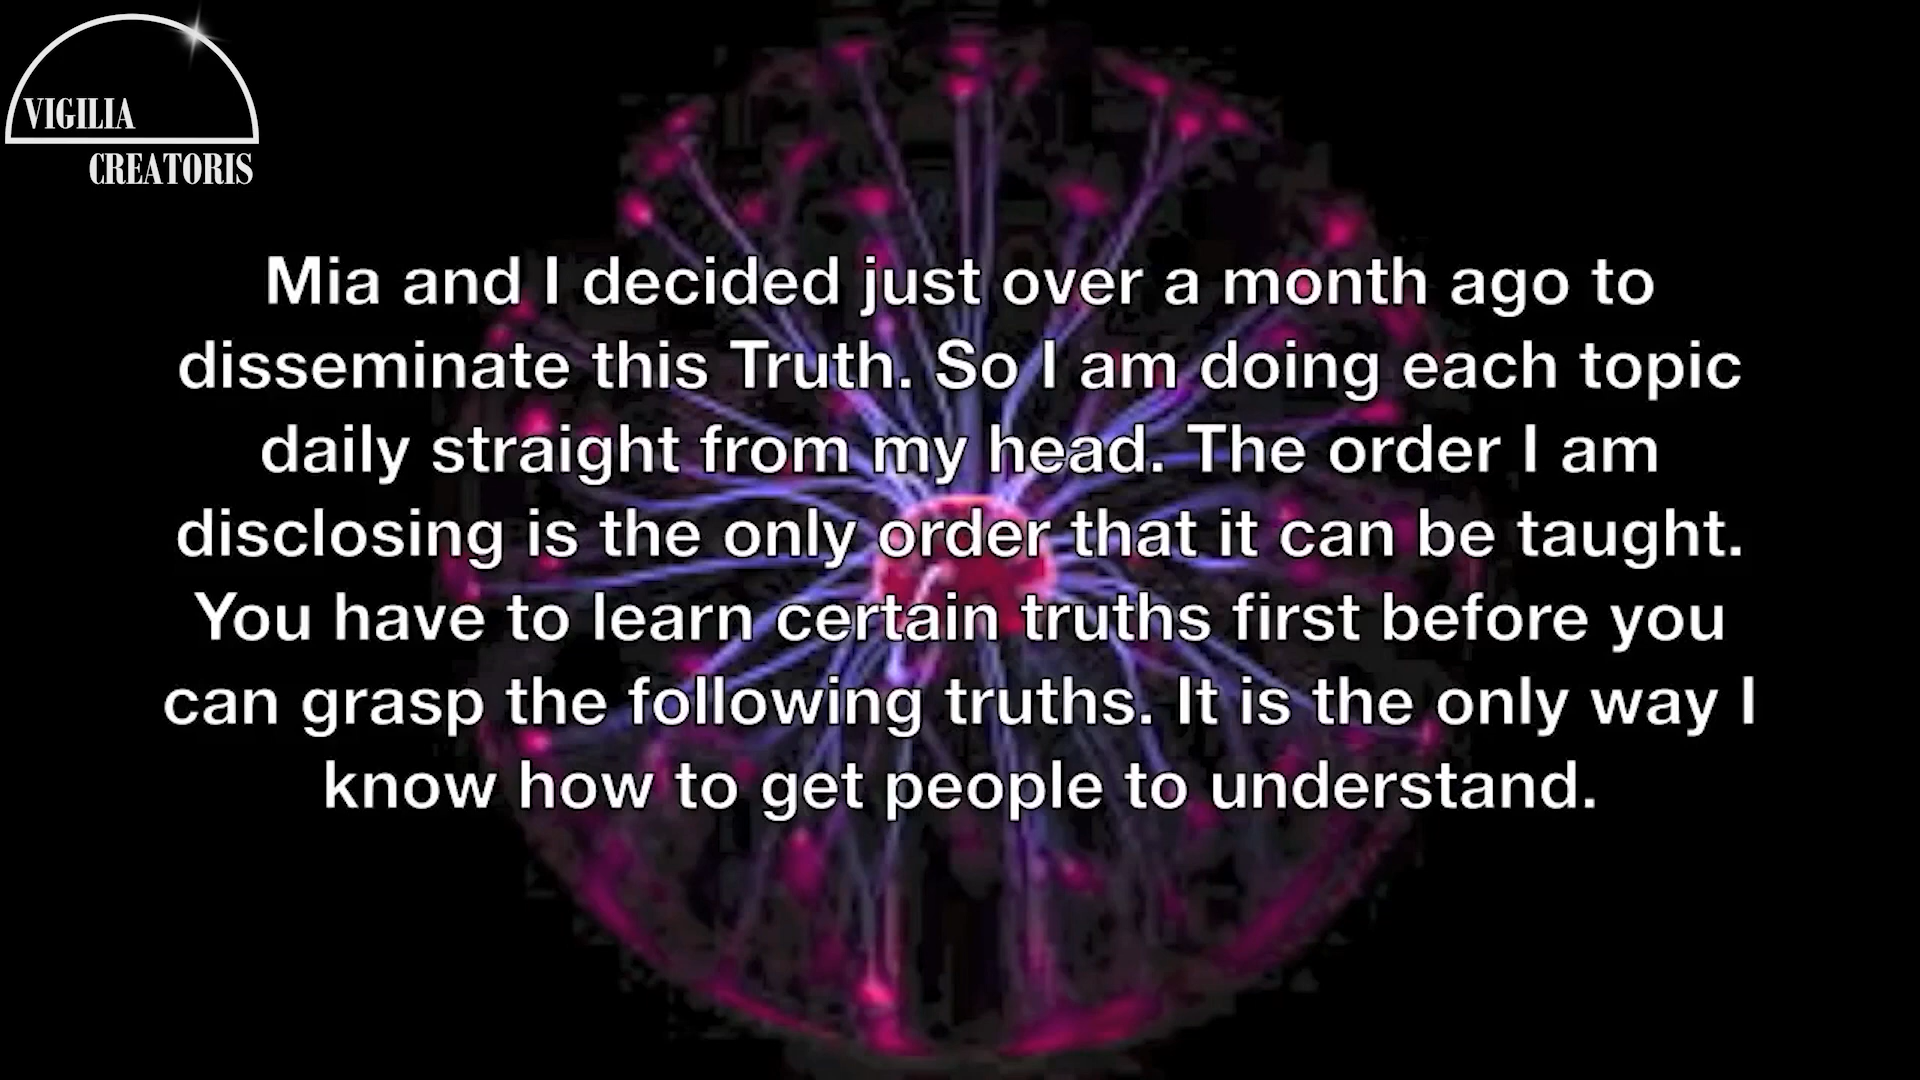 VIGILIA
CREATORIS
Mia and I decided just over a month ago to
disseminate this Truth. So I am doing each topic
daily straight from my head. The order I am
disclosing is the only order that it can be taught.
You have to learn certain truths first before you
can grasp the following truths. It is the only way I
know how to get people to understand.